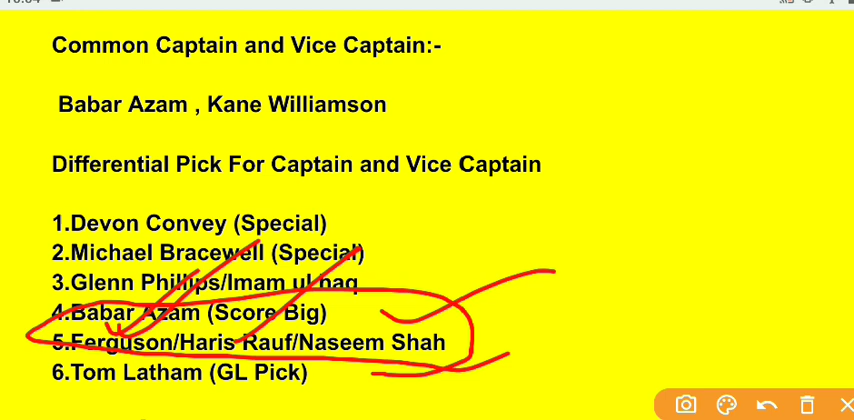 Common Captain and Vice Captain:-
Babar Azam , Kane Williamson
Differential Pick For Captain and Vice Captain
1.Devon Convey (Special)
2.Michael Bracewell (Special)
3.Glenn Phillips/Imam ul haq
4.Babar Azam (Score Big)
5.Ferguson/Haris Rauf/Naseem Shah
6.Tom Latham (GL Pick)